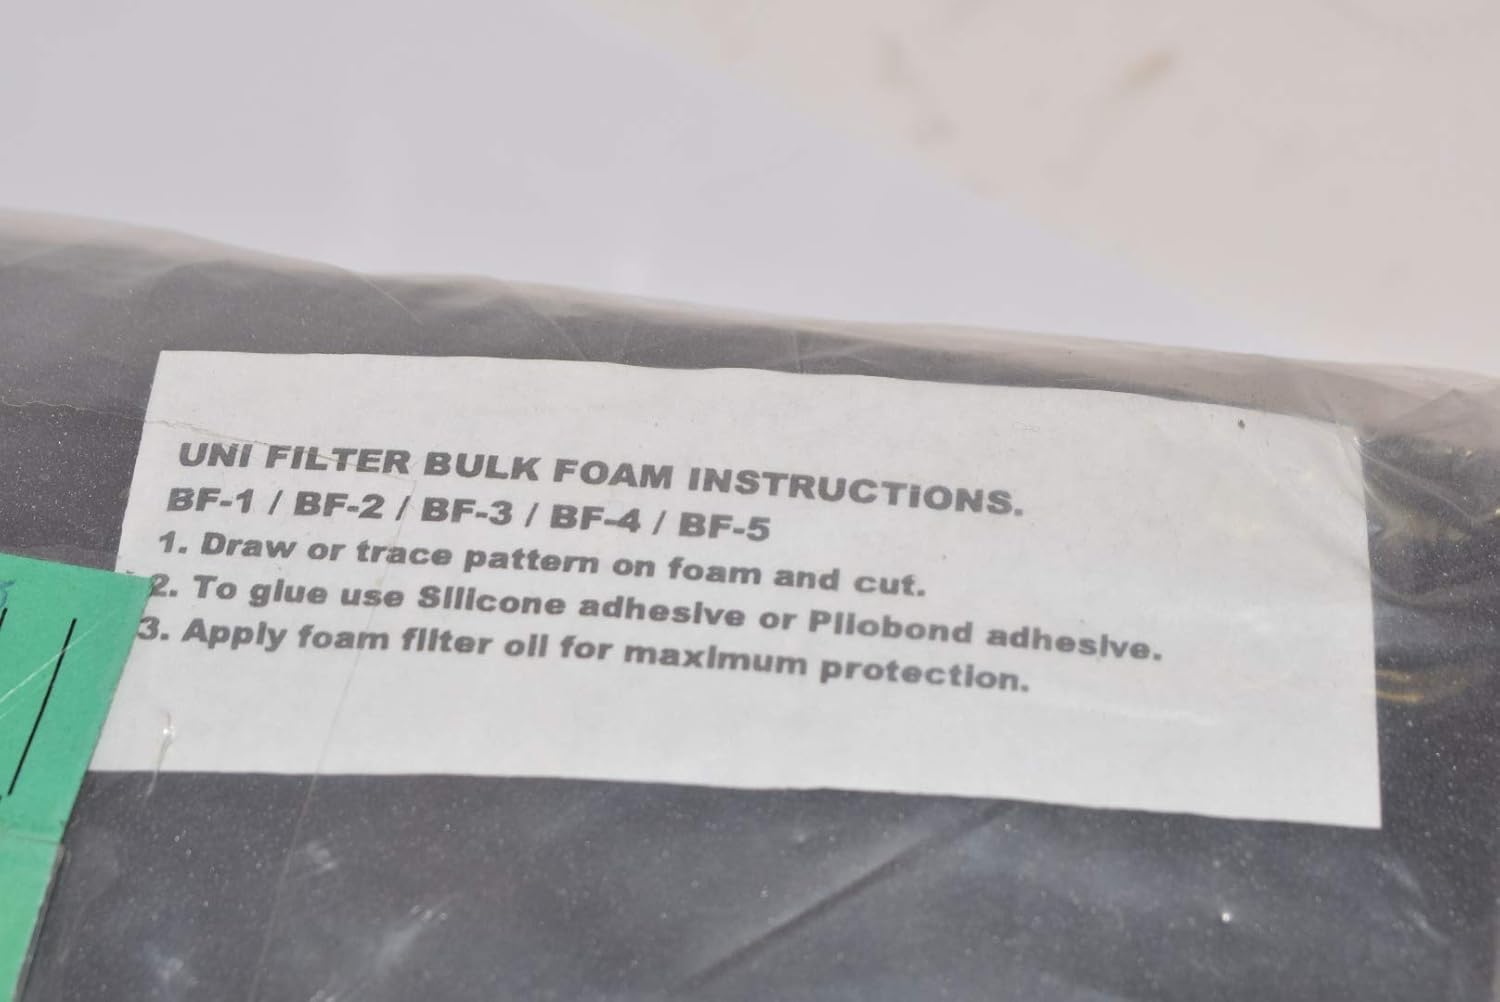 UNI FILTER BULK FOAM INSTRUCTIONS.
BF-1 / BF-2 / BF-3 / BF-4 / BF-5
1. Draw or trace pattern on foam and cut.
2. To glue use Silicone adhesive or Pliobond adhesive.
3. Apply foam filter oil for maximum protection.